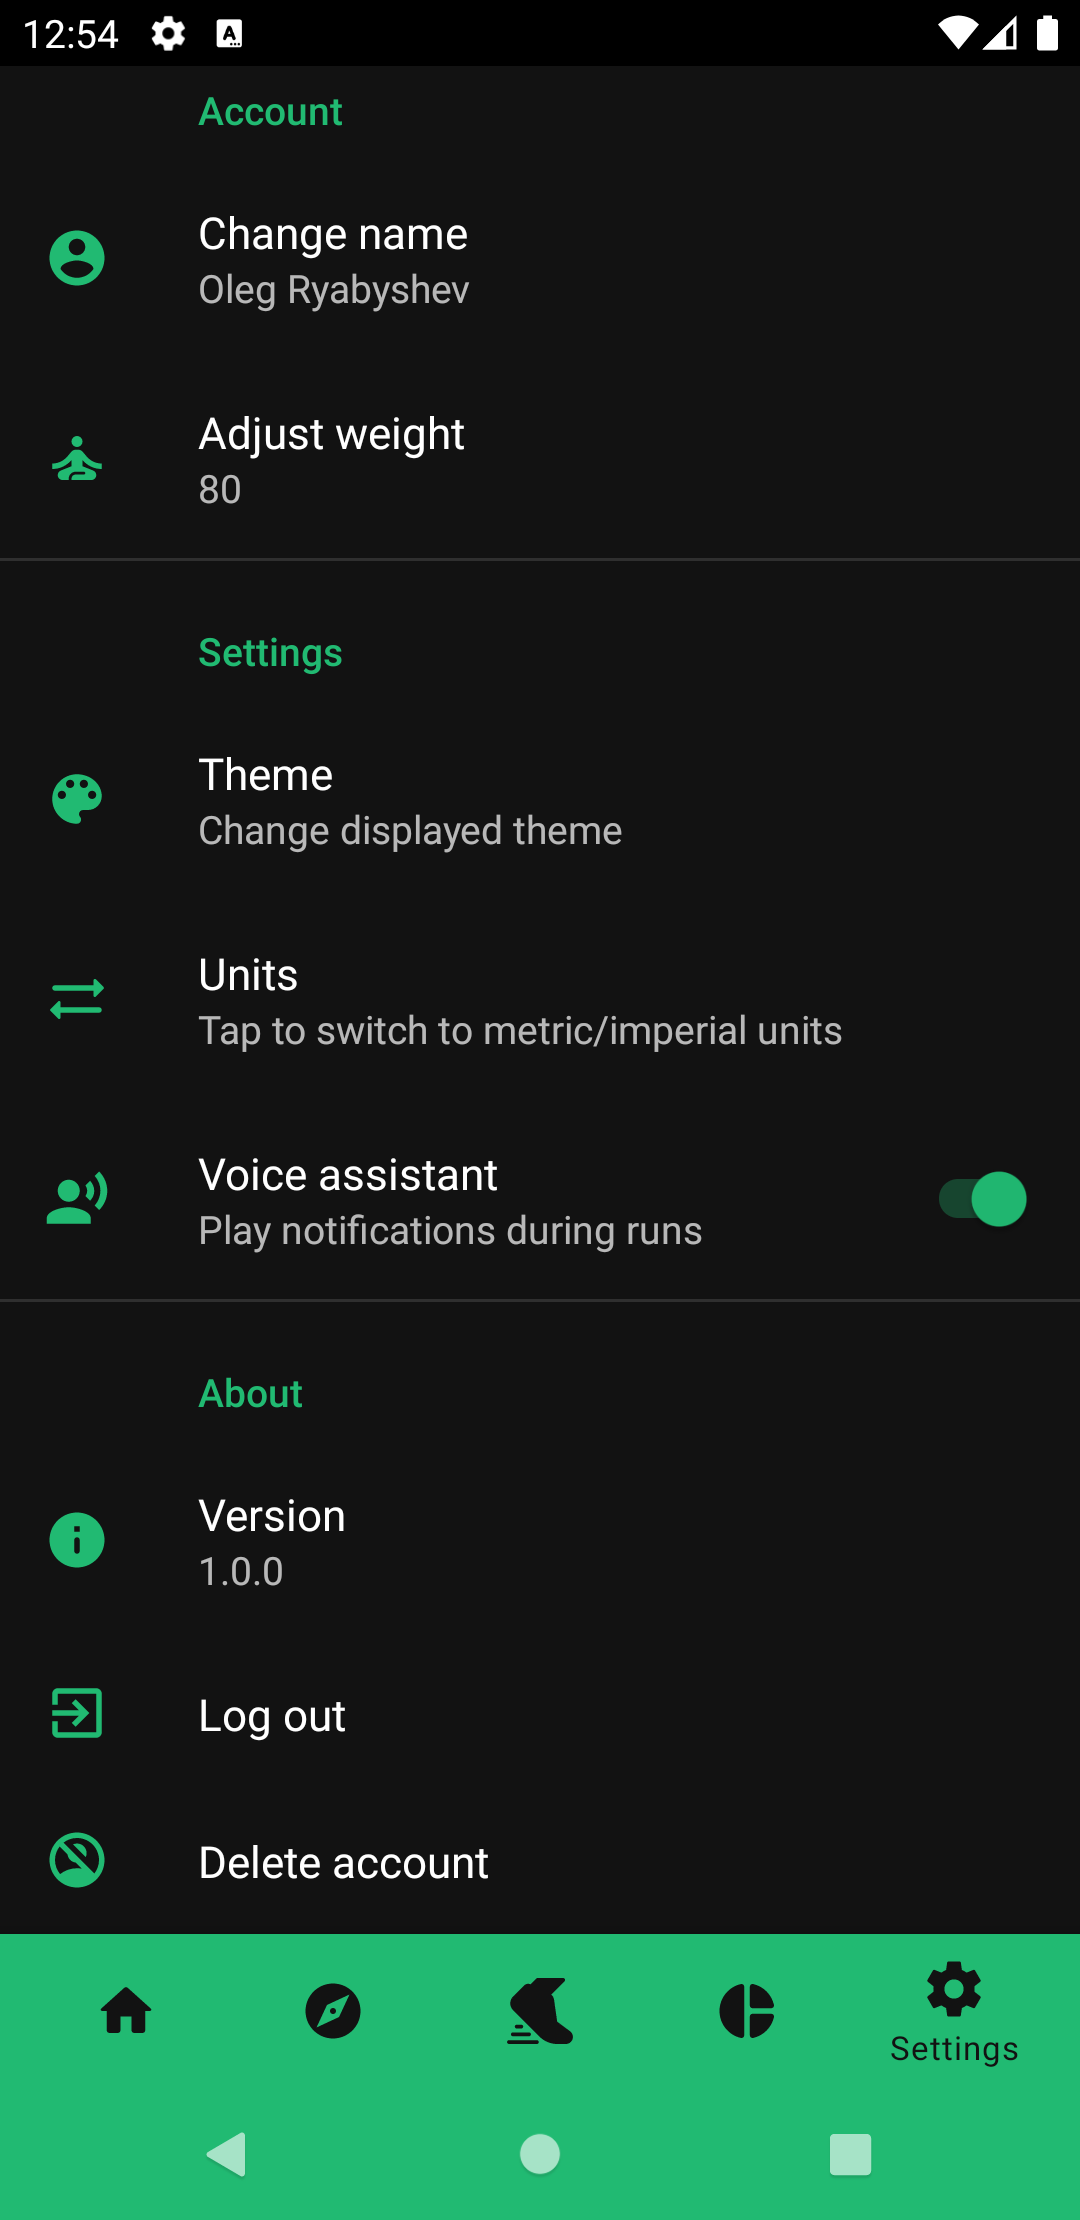 12:54
Account
Change name
Oleg Ryabyshev
Adjust weight
80
Settings
Theme
Change displayed theme
Units
Tap to switch to metric/imperial units
Voice assistant
Play notifications during runs
About
Version
1.0.0
Log out
Delete account
Settings